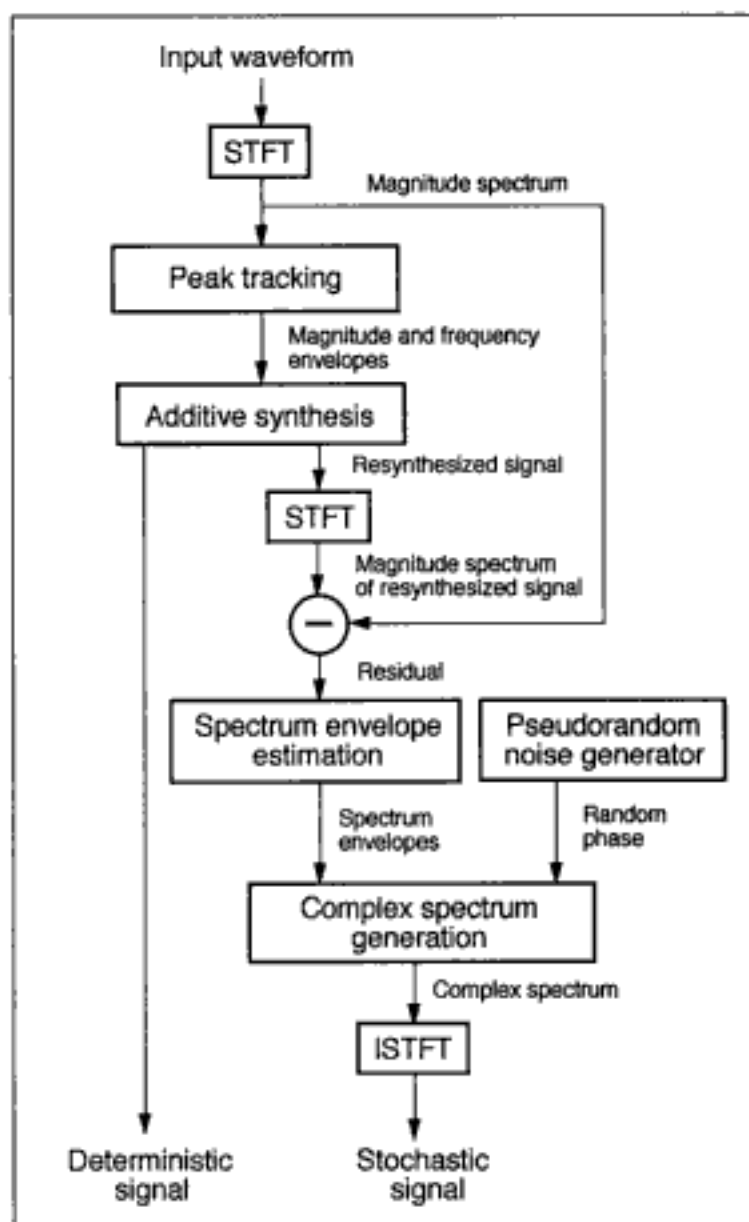 Input waveform
STFT
Magnitude spectrum
Peak tracking
Magnitude and frequency
envelopes
Additive synthesis
Resynthesized signal
STFT
Magnitude spectrum
of resynthesized signal
−
Residual
Spectrum envelope
estimation
Pseudorandom
noise generator
Spectrum
envelopes
Random
phase
Complex spectrum
generation
Complex spectrum
ISTFT
Deterministic
signal
Stochastic
signal